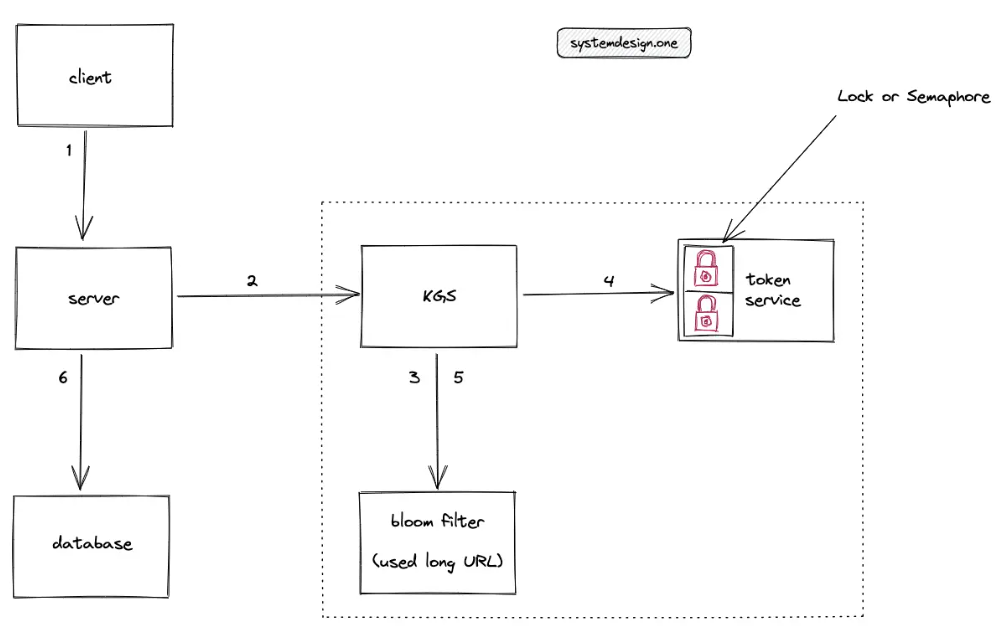 client
systemdesign.one
Lock or Semaphore
1
server
2
KGS
4
token
service
6
3
5
database
bloom filter
(used long URL)